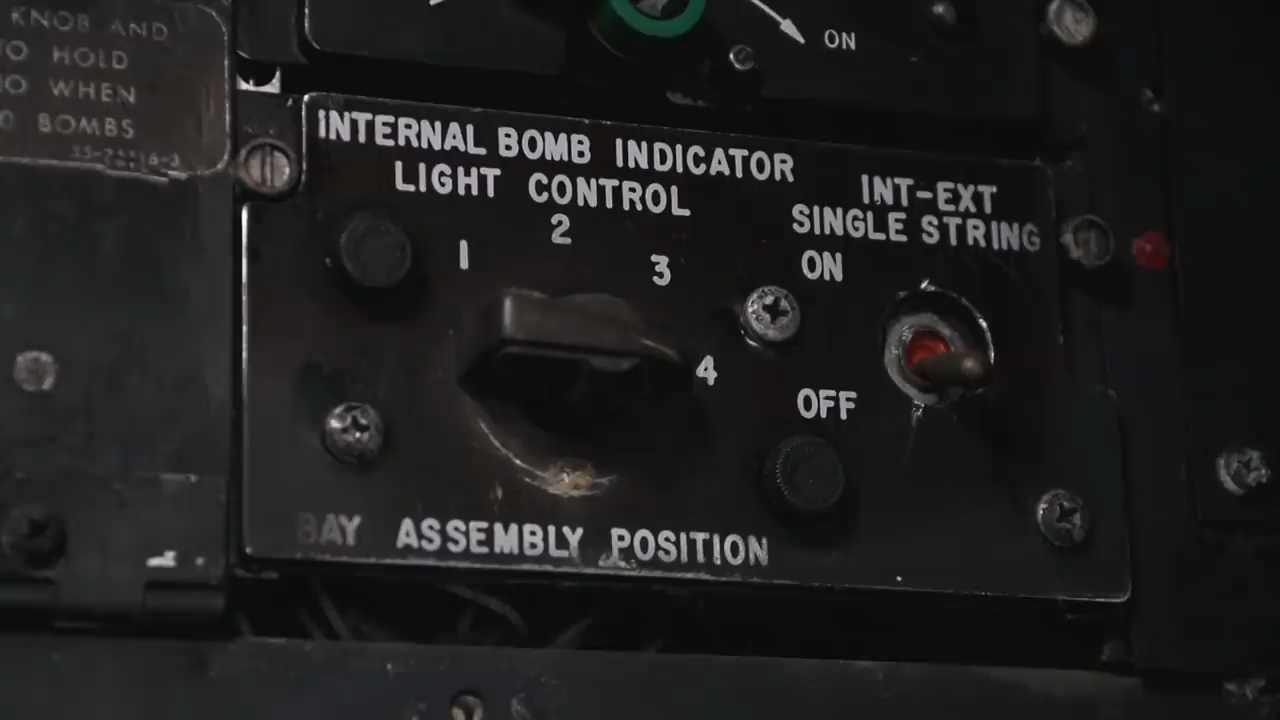 KNOB AND
TO HOLD
WHEN
BOMBS
ON
INTERNAL BOMB INDICATOR
LIGHT CONTROL
1 2 3
4
INT-EXT
SINGLE STRING
ON
OFF
BAY ASSEMBLY POSITION